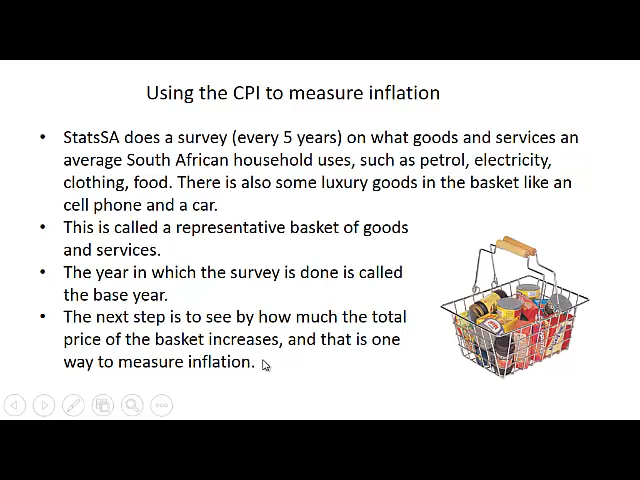 Using the CPI to measure inflation
• StatsSA does a survey (every 5 years) on what goods and services an
average South African household uses, such as petrol, electricity,
clothing, food. There is also some luxury goods in the basket like an
cell phone and a car.
• This is called a representative basket of goods
and services.
• The year in which the survey is done is called
the base year.
• The next step is to see by how much the total
price of the basket increases, and that is one
way to measure inflation.